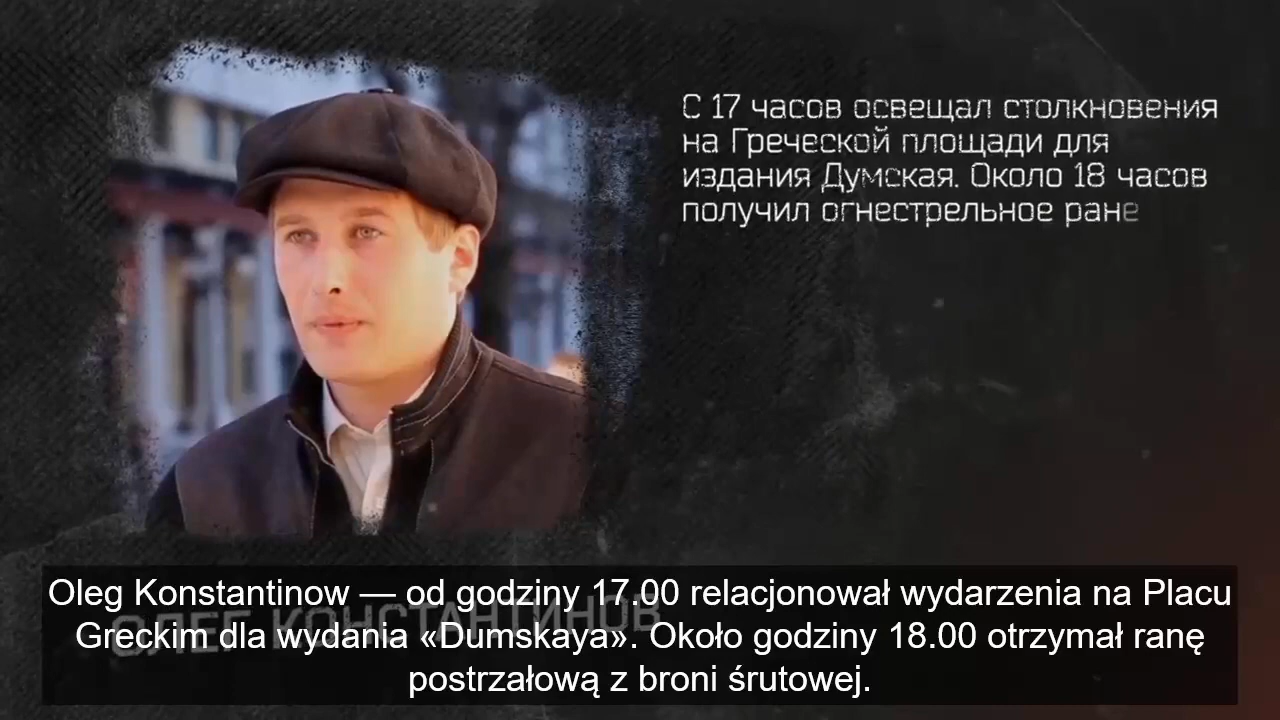 С 17 часов освещал столкновения
на Греческой площади для
издания Думская. Около 18 часов
получил огнестрельное ране
ОЛЕГ КОНСТАНТИНОВ
Oleg Konstantinow — od godziny 17.00 relacjonował wydarzenia na Placu
Greckim dla wydania «Dumskaya». Około godziny 18.00 otrzymał ranę
postrzałową z broni śrutowej.